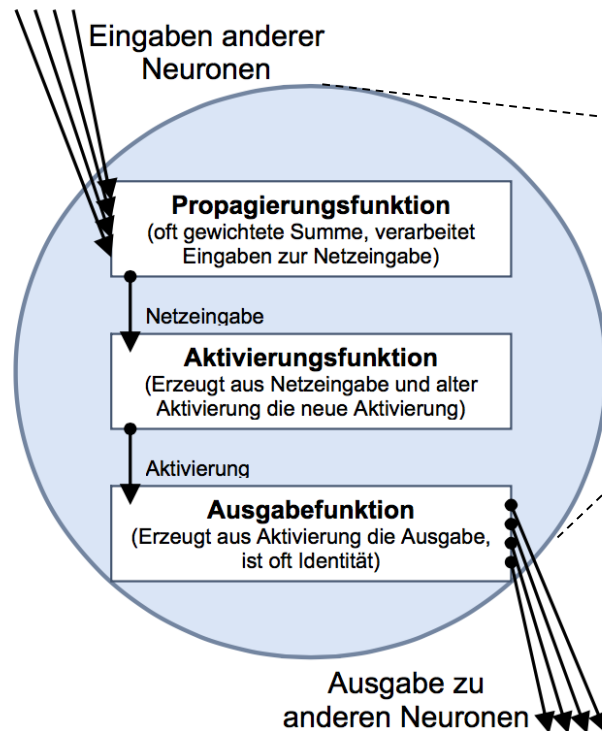 Eingaben anderer
Neuronen
Propagierungsfunktion
(oft gewichtete Summe, verarbeitet
Eingaben zur Netzeingabe)
Netzeingabe
Aktivierungsfunktion
(Erzeugt aus Netzeingabe und alter
Aktivierung die neue Aktivierung)
Aktivierung
Ausgabefunktion
(Erzeugt aus Aktivierung die Ausgabe,
ist oft Identität)
Ausgabe zu
anderen Neuronen